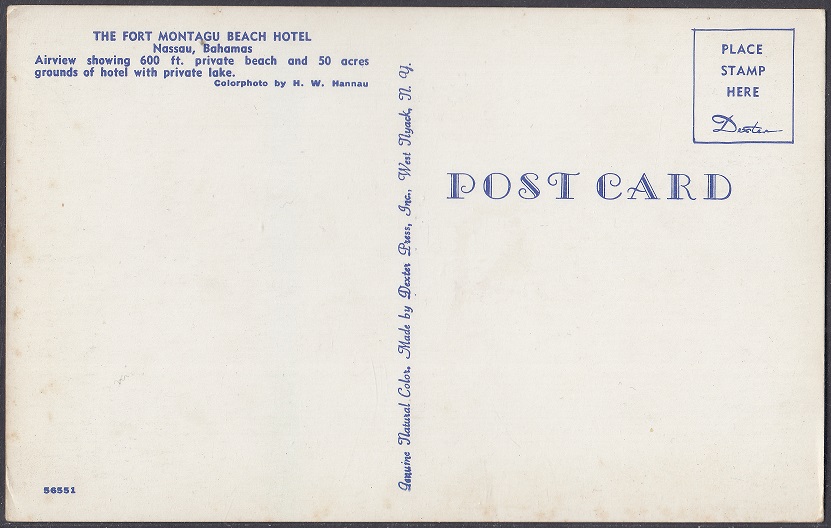 THE FORT MONTAGU BEACH HOTEL
Nassau, Bahamas
Airview showing 600 ft. private beach and 50 acres
grounds of hotel with private lake.
Colorphoto by H. W. Hannau
PLACE
STAMP
HERE
Dexter
POST CARD
Genuine Natural Color. Made by Dexter Press, Inc., West Nyack, N. Y.
56551